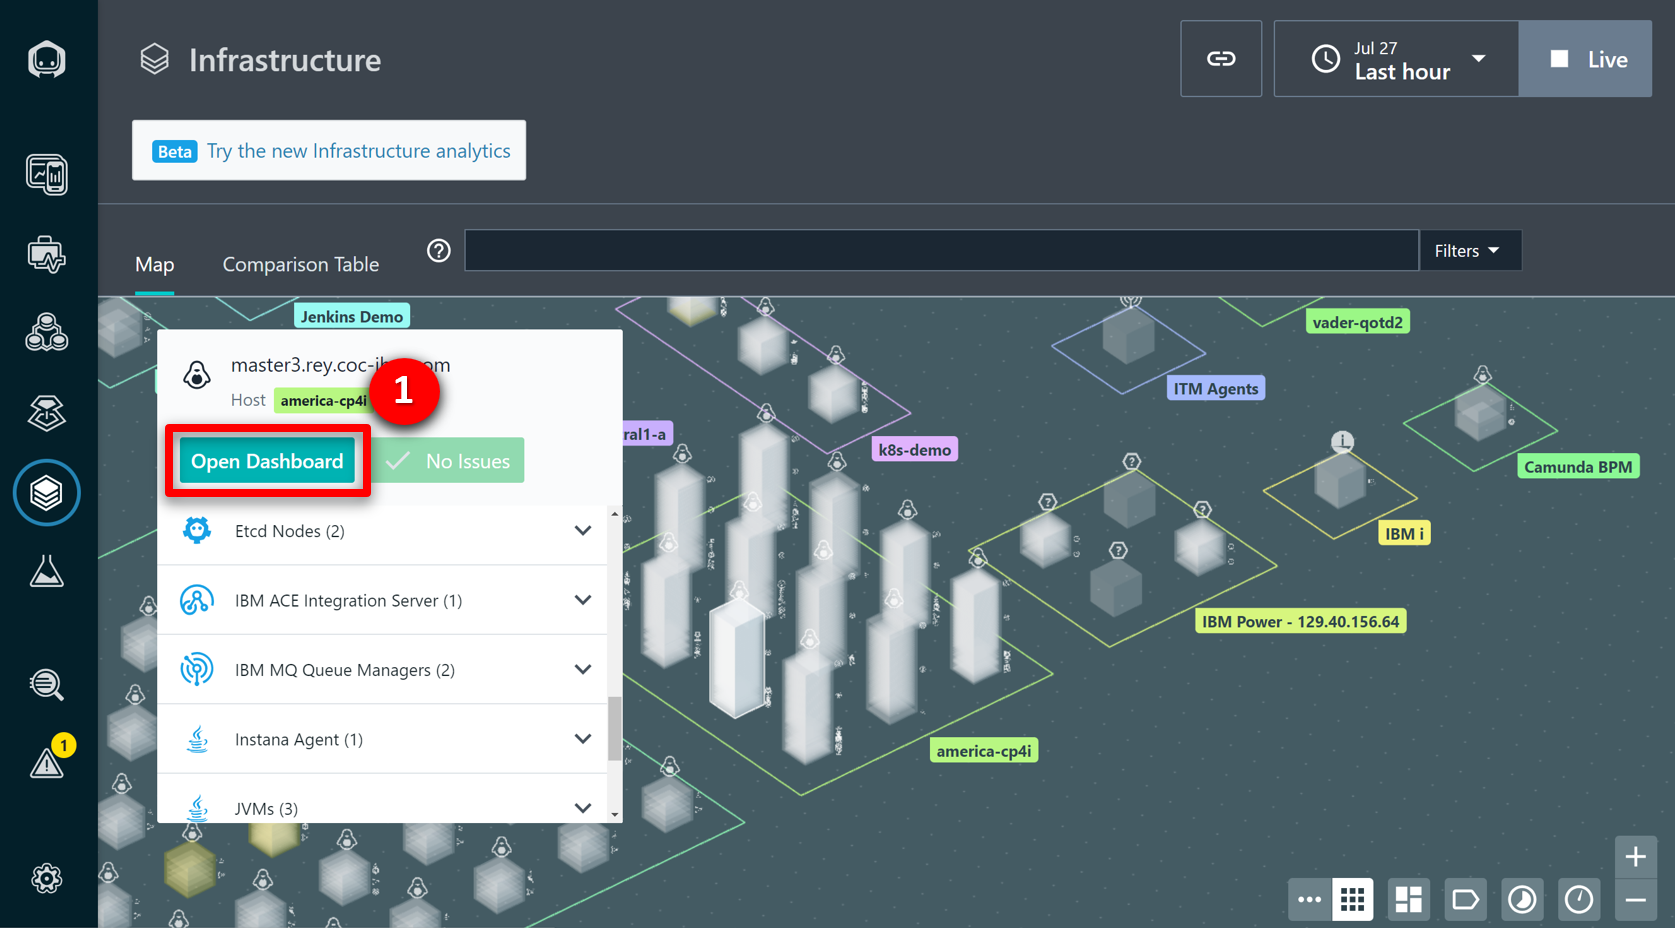 Infrastructure
Jul 27
Last hour
Live
Beta Try the new Infrastructure analytics
Map
Comparison Table
Filters
Jenkins Demo
vader-qotd2
master3.rey.coc-
Host america-cp4i
1
Open Dashboard
No Issues
ITM Agents
ral1-a
k8s-demo
Camunda BPM
Etcd Nodes (2)
IBM i
IBM ACE Integration Server (1)
IBM Power - 129.40.156.64
IBM MQ Queue Managers (2)
Instana Agent (1)
america-cp4i
1
JVMs (3)